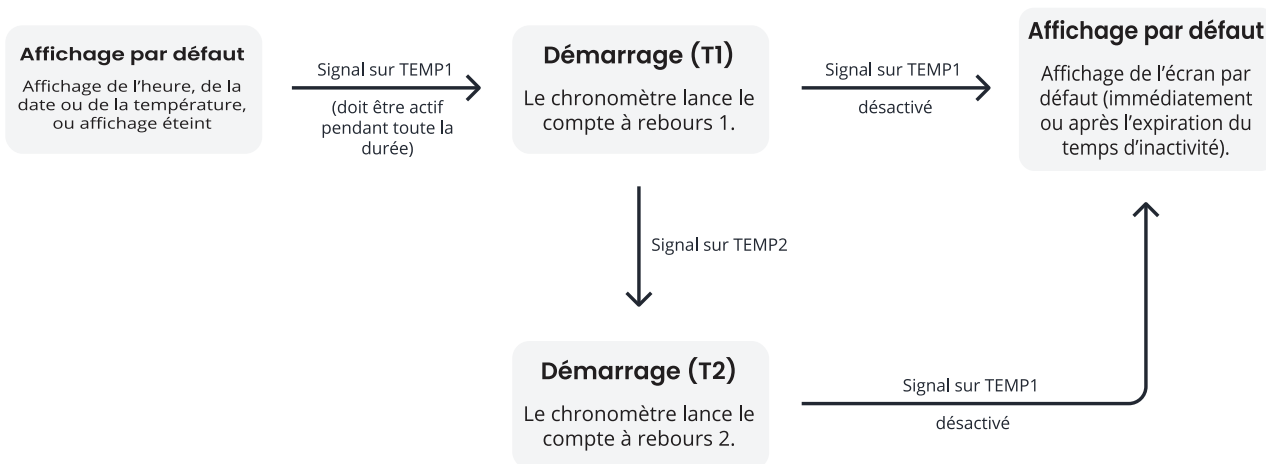 Affichage par défaut
Affichage de l'heure, de la
date ou de la température,
ou affichage éteint
Signal sur TEMP1
(doit être actif
pendant toute la
durée)
Démarrage (T1)
Le chronomètre lance le
compte à rebours 1.
Signal sur TEMP1
désactivé
Affichage par défaut
Affichage de l'écran par
défaut (immédiatement
ou après l'expiration du
temps d'inactivité).
Signal sur TEMP2
Démarrage (T2)
Le chronomètre lance le
compte à rebours 2.
Signal sur TEMP1
désactivé